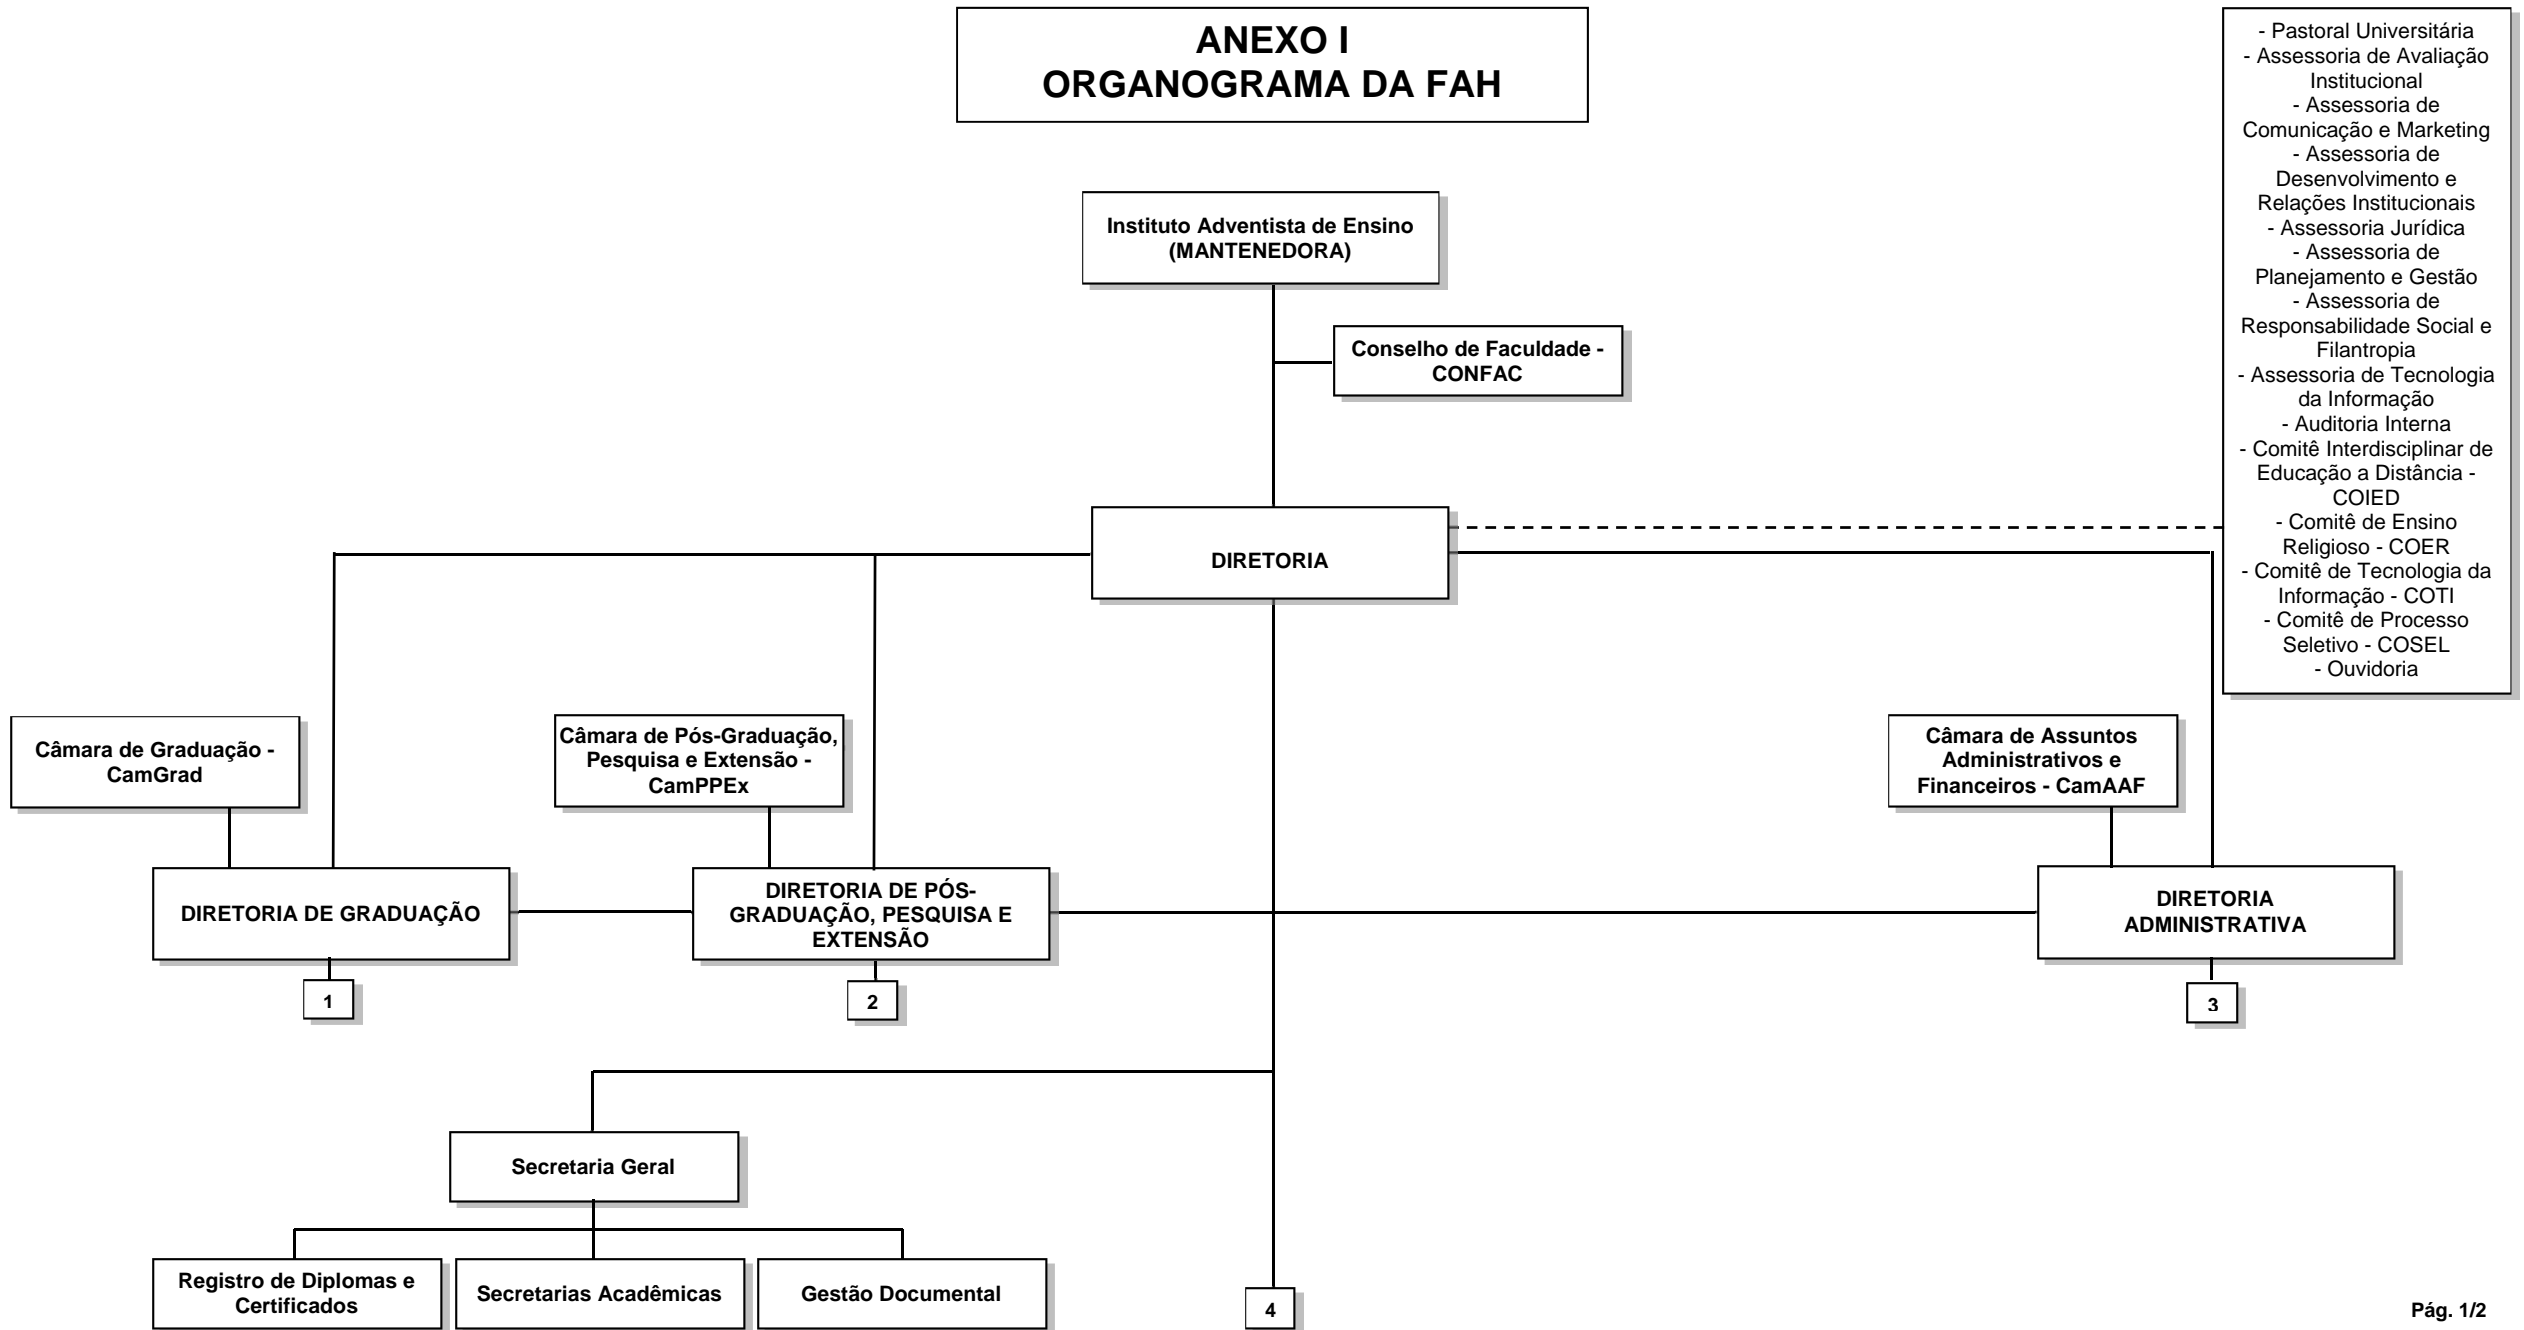 ANEXO I
ORGANOGRAMA DA FAH
- Pastoral Universitária
- Assessoria de Avaliação
Institucional
- Assessoria de
Comunicação e Marketing
- Assessoria de
Desenvolvimento e
Relações Institucionais
- Assessoria Jurídica
- Assessoria de
Planejamento e Gestão
- Assessoria de
Responsabilidade Social e
Filantropia
- Assessoria de Tecnologia
da Informação
- Auditoria Interna
- Comitê Interdisciplinar de
Educação a Distância -
COIED
- Comitê de Ensino
Religioso - COER
- Comitê de Tecnologia da
Informação - COTI
- Comitê de Processo
Seletivo - COSEL
- Ouvidoria
Instituto Adventista de Ensino
(MANTENEDORA)
Conselho de Faculdade -
CONFAC
DIRETORIA
Câmara de Graduação -
CamGrad
Câmara de Pós-Graduação,
Pesquisa e Extensão -
CamPPEx
Câmara de Assuntos
Administrativos e
Financeiros - CamAAF
DIRETORIA DE GRADUAÇÃO
DIRETORIA DE PÓS-
GRADUAÇÃO, PESQUISA E
EXTENSÃO
DIRETORIA
ADMINISTRATIVA
1
2
3
Secretaria Geral
Registro de Diplomas e
Certificados
Secretarias Acadêmicas
Gestão Documental
4
Pág. 1/2